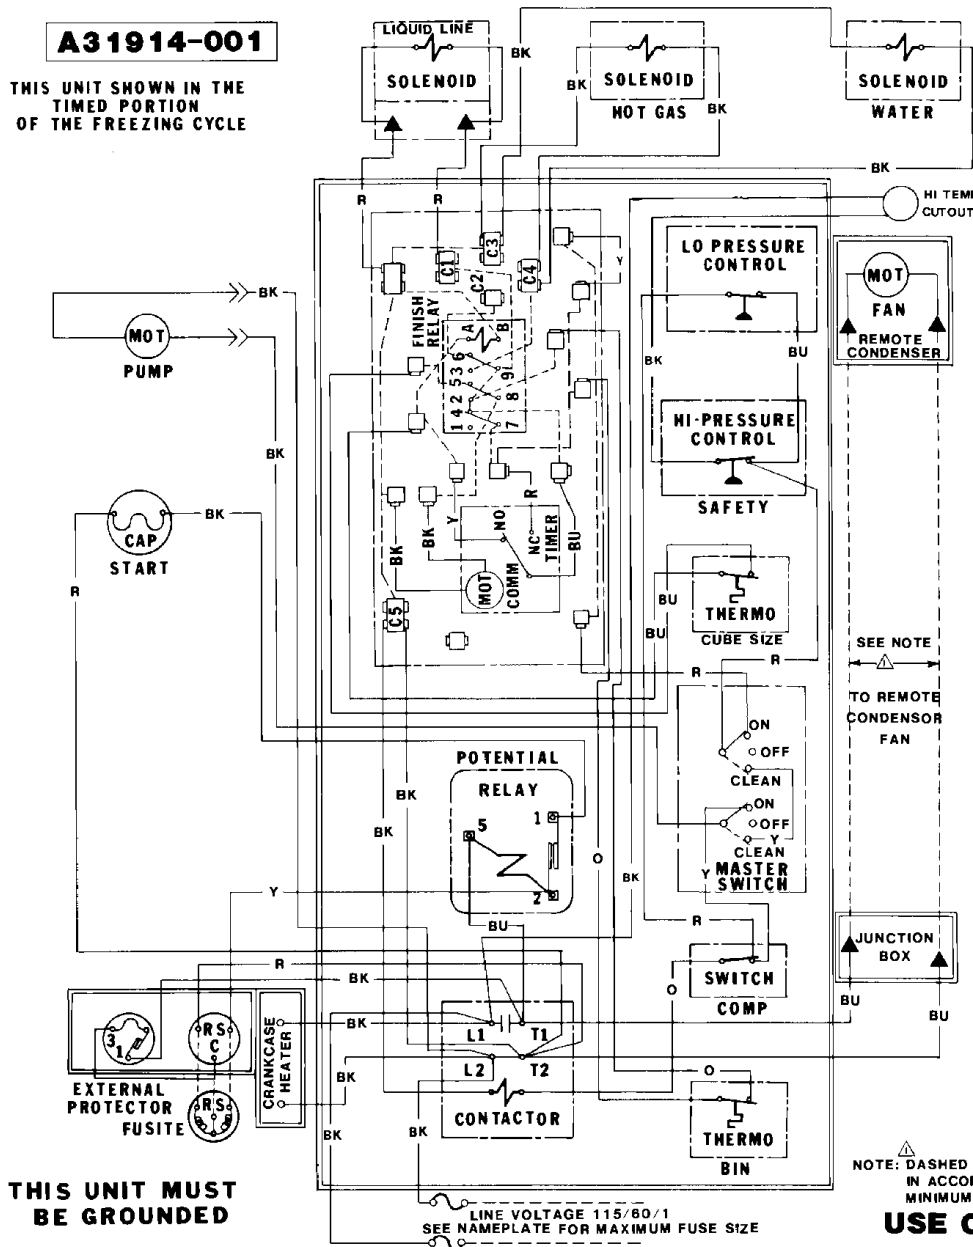 A31914-001
THIS UNIT SHOWN IN THE
TIMED PORTION
OF THE FREEZING CYCLE
LIQUID LINE
SOLENOID
BK
SOLENOID
HOT GAS
BK
BK
SOLENOID
WATER
BK
R
R
HI TEM
CUTOUT
C1
C3
C2
C4
Y
FINISH
RELAY
A
B
6
3
5
2
4
1
9
8
7
LO PRESSURE
CONTROL
BK
BU
HI-PRESSURE
CONTROL
SAFETY
MOT
FAN
REMOTE
CONDENSER
BK
MOT
PUMP
BK
BK
CAP
START
BK
R
BK
BK
Y
NO
R
NC
TIMER
BU
MOT
COMM
C5
THERMO
CUBE SIZE
BU
BU
R
R
SEE NOTE
1
TO REMOTE
CONDENSOR
FAN
ON
OFF
CLEAN
ON
OFF
Y
CLEAN
Y
MASTER
SWITCH
POTENTIAL
RELAY
5
1
2
BK
BK
O
BK
Y
BU
R
SWITCH
COMP
O
JUNCTION
BOX
BU
BU
R
BK
3
1
R S
C
R S
EXTERNAL
PROTECTOR
FUSITE
CRANKCASE
HEATER
BK
BK
BK
BK
L1
T1
L2
T2
CONTACTOR
O
THERMO
BIN
1
NOTE: DASHED
IN ACCO
MINIMUM
USE
THIS UNIT MUST
BE GROUNDED
LINE VOLTAGE 115/60/1
SEE NAMEPLATE FOR MAXIMUM FUSE SIZE